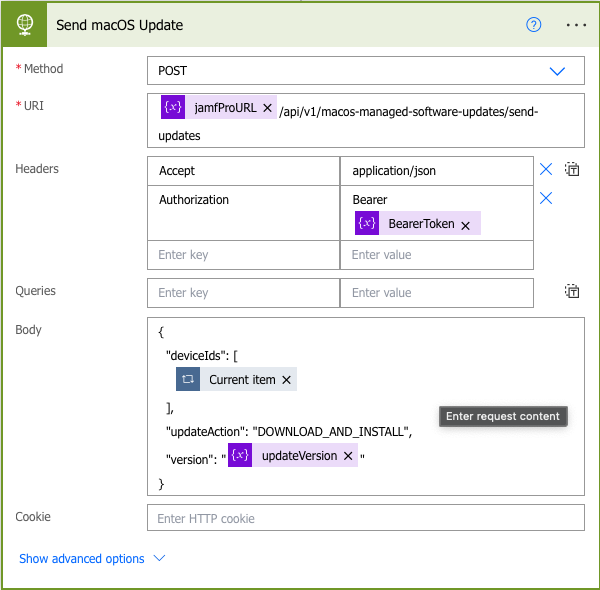 Send macOS Update
* Method
POST
* URI
{x} jamfProURL × /api/v1/macos-managed-software-updates/send-
updates
Headers
Accept
application/json
Authorization
Bearer
{x} BearerToken ×
Enter key
Enter value
Queries
Enter key
Enter value
Body
{
"deviceIds": [
Current item ×
],
"updateAction": "DOWNLOAD_AND_INSTALL",
"version": " {x} updateVersion × "
}
Enter request content
Cookie
Enter HTTP cookie
Show advanced options